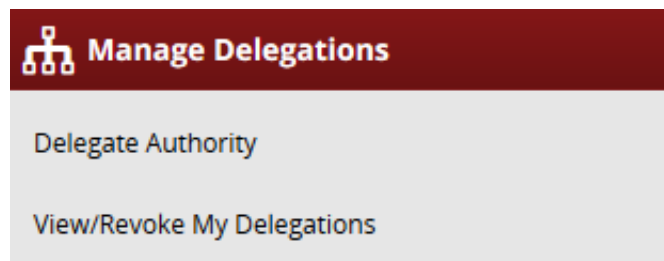 Manage Delegations
Delegate Authority
View/Revoke My Delegations